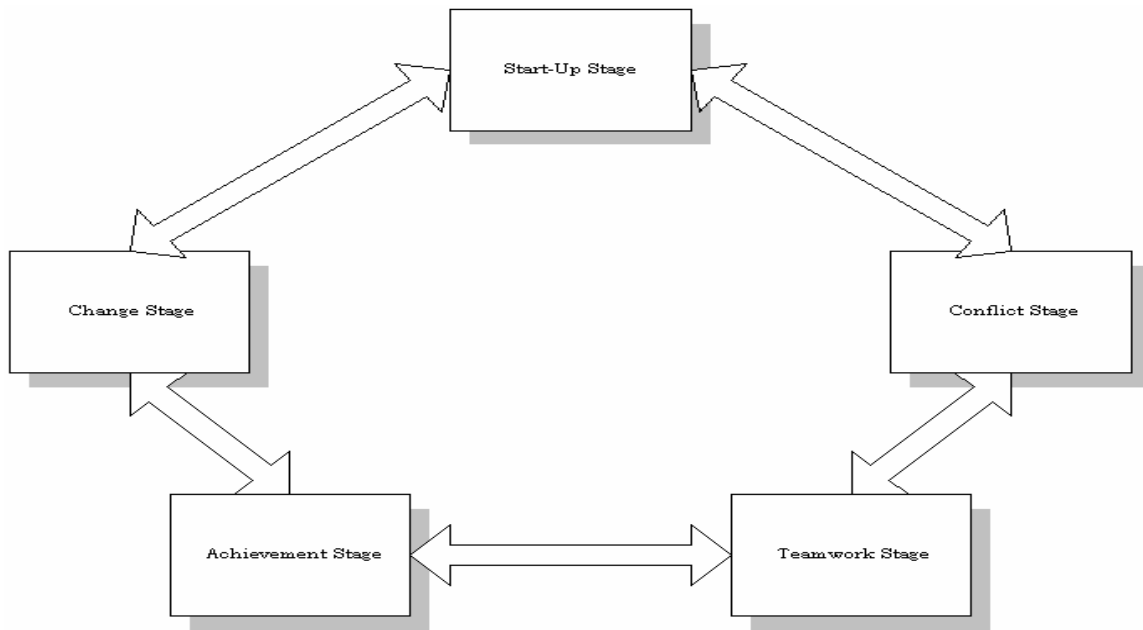 Start-Up Stage
Change Stage
Conflict Stage
Achievement Stage
Teamwork Stage